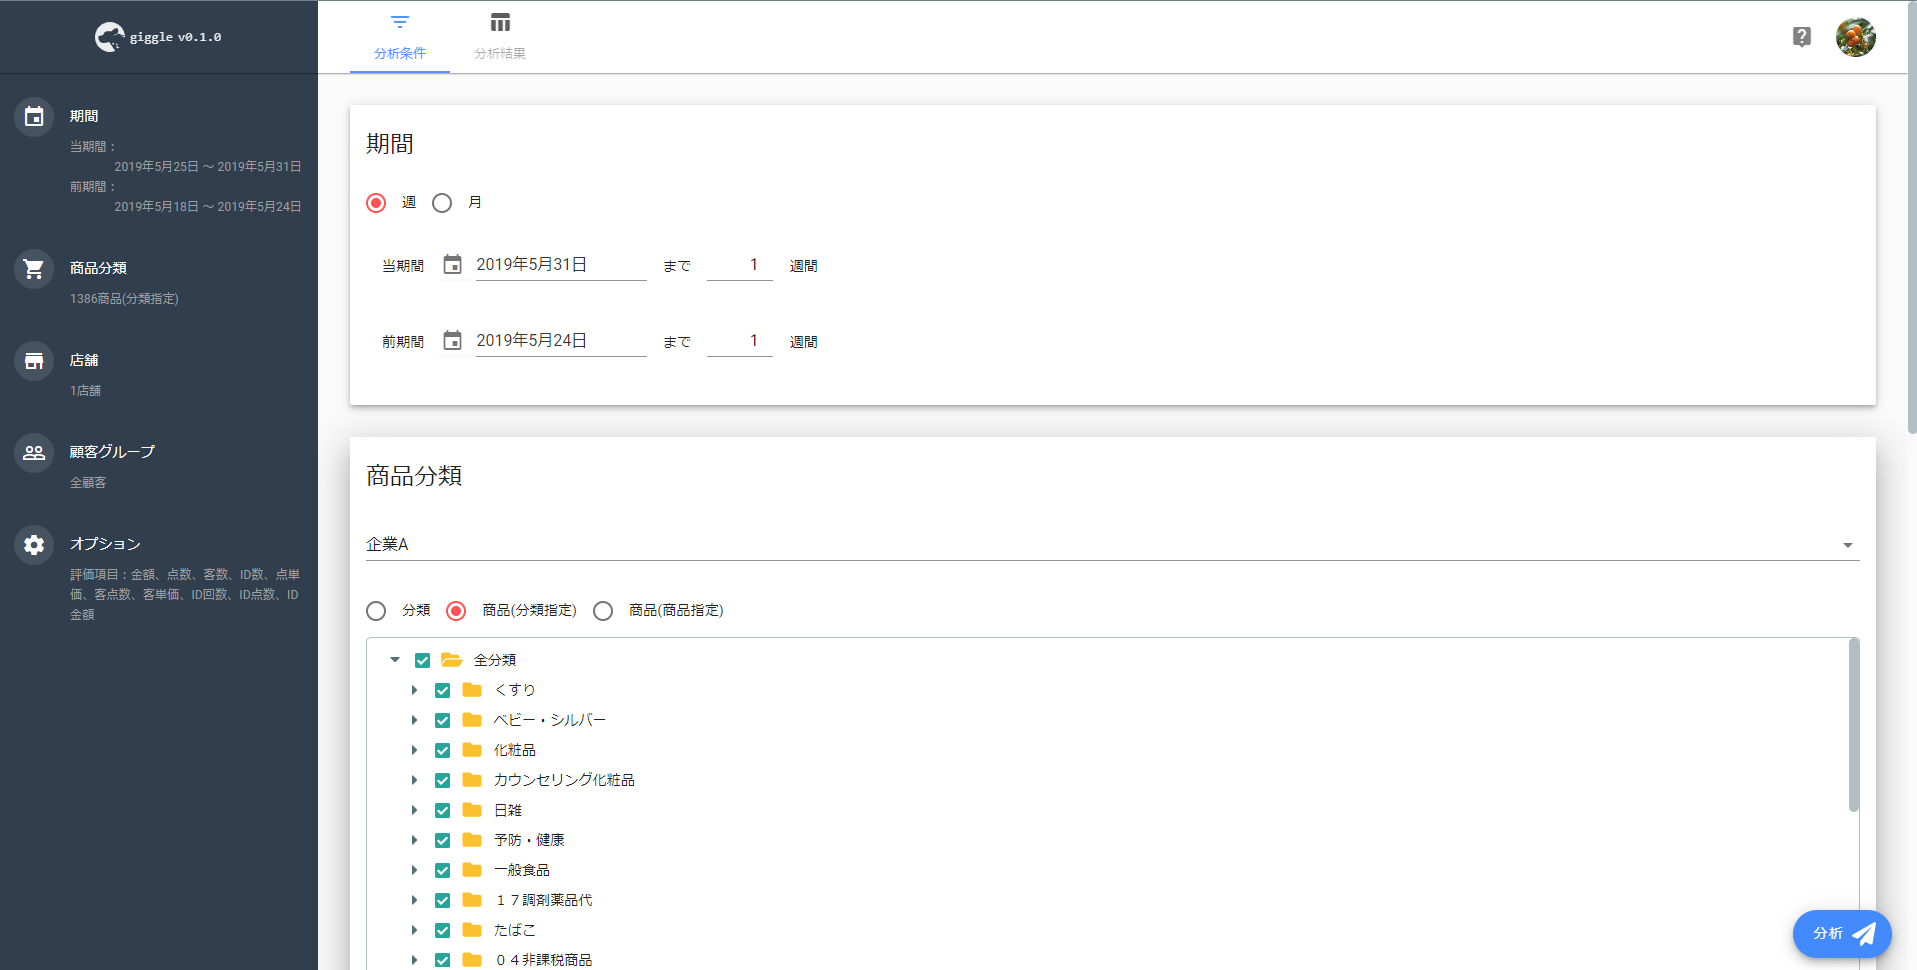 giggle v0.1.0
分析条件
分析結果
期間
当期間：
2019年5月25日 ～ 2019年5月31日
前期間：
2019年5月18日 ～ 2019年5月24日
商品分類
1386商品(分類指定)
店舗
1店舗
顧客グループ
全顧客
オプション
評価項目：金額、点数、客数、ID数、点単
価、客点数、客単価、ID回数、ID点数、ID
金額
期間
週 月
当期間 2019年5月31日 まで 1 週間
前期間 2019年5月24日 まで 1 週間
商品分類
企業A
分類 商品(分類指定) 商品(商品指定)
全分類
くすり
ベビー・シルバー
化粧品
カウンセリング化粧品
日雑
予防・健康
一般食品
１７調剤薬品代
たばこ
０４非課税商品
分析